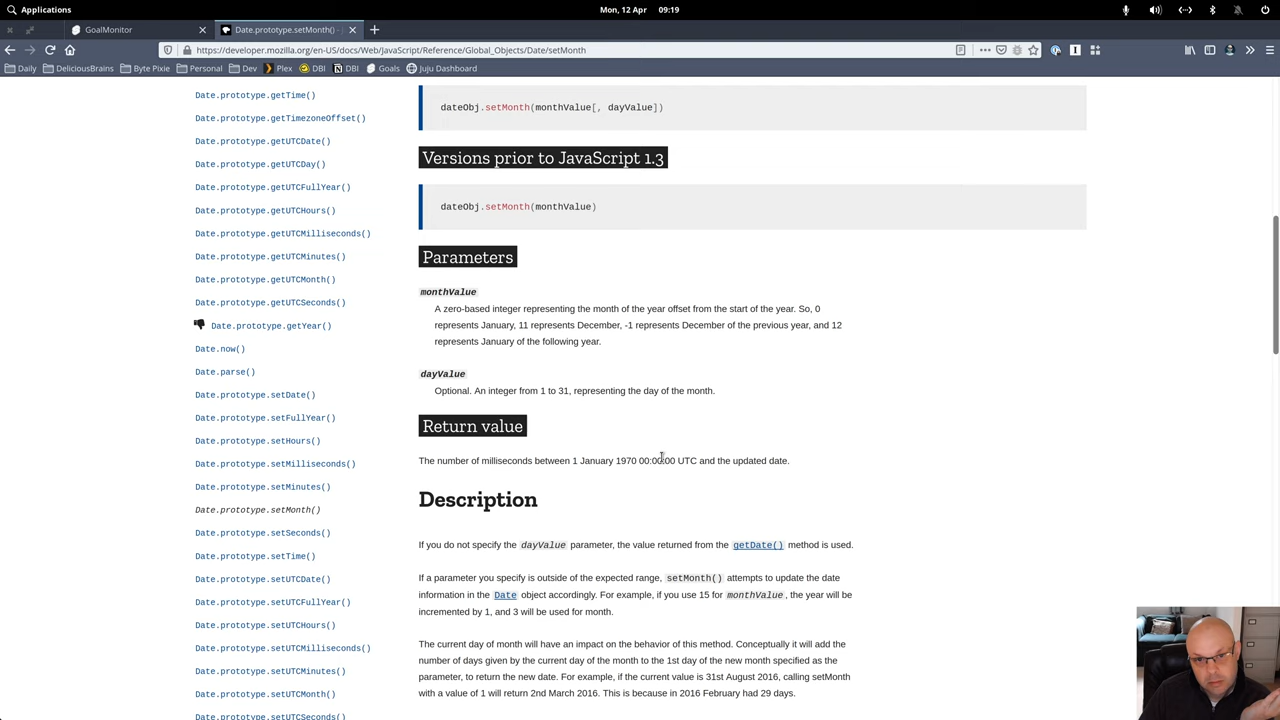 Applications
Mon, 12 Apr 09:19
GoalMonitor
Date.prototype.setMonth() -
https://developer.mozilla.org/en-US/docs/Web/JavaScript/Reference/Global_Objects/Date/setMonth
Daily DeliciousBrains Byte Pixie Personal Dev Plex DBI DBI Goals Juju Dashboard
Date.prototype.getTime()
Date.prototype.getTimezoneOffset()
Date.prototype.getUTCDate()
Date.prototype.getUTCDay()
Date.prototype.getUTCFullYear()
Date.prototype.getUTCHours()
Date.prototype.getUTCMilliseconds()
Date.prototype.getUTCMinutes()
Date.prototype.getUTCMonth()
Date.prototype.getUTCSeconds()
Date.prototype.getYear()
Date.now()
Date.parse()
Date.prototype.setDate()
Date.prototype.setFullYear()
Date.prototype.setHours()
Date.prototype.setMilliseconds()
Date.prototype.setMinutes()
Date.prototype.setMonth()
Date.prototype.setSeconds()
Date.prototype.setTime()
Date.prototype.setUTCDate()
Date.prototype.setUTCFullYear()
Date.prototype.setUTCHours()
Date.prototype.setUTCMilliseconds()
Date.prototype.setUTCMinutes()
Date.prototype.setUTCMonth()
Date.prototype.setUTCSeconds()
dateObj.setMonth(monthValue[, dayValue])
Versions prior to JavaScript 1.3
dateObj.setMonth(monthValue)
Parameters
monthValue
A zero-based integer representing the month of the year offset from the start of the year. So, 0
represents January, 11 represents December, -1 represents December of the previous year, and 12
represents January of the following year.
dayValue
Optional. An integer from 1 to 31, representing the day of the month.
Return value
The number of milliseconds between 1 January 1970 00:00:00 UTC and the updated date.
Description
If you do not specify the dayValue parameter, the value returned from the getDate() method is used.
If a parameter you specify is outside of the expected range, setMonth() attempts to update the date
information in the Date object accordingly. For example, if you use 15 for monthValue, the year will be
incremented by 1, and 3 will be used for month.
The current day of month will have an impact on the behavior of this method. Conceptually it will add the
number of days given by the current day of the month to the 1st day of the new month specified as the
parameter, to return the new date. For example, if the current value is 31st August 2016, calling setMonth
with a value of 1 will return 2nd March 2016. This is because in 2016 February had 29 days.